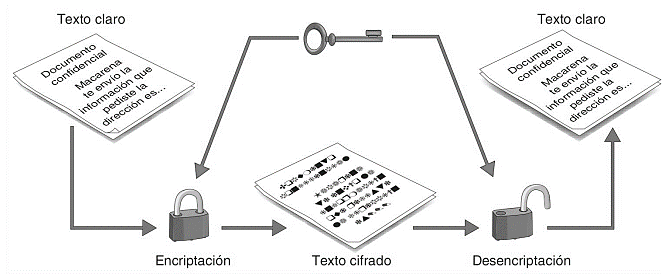 Texto claro
Texto claro
Documento
confidencial
Macarena
te envío la
información que
pediste la
dirección es...
Documento
confidencial
Macarena
te envío la
información que
pediste la
dirección es...
Encriptación
Texto cifrado
Desencriptación